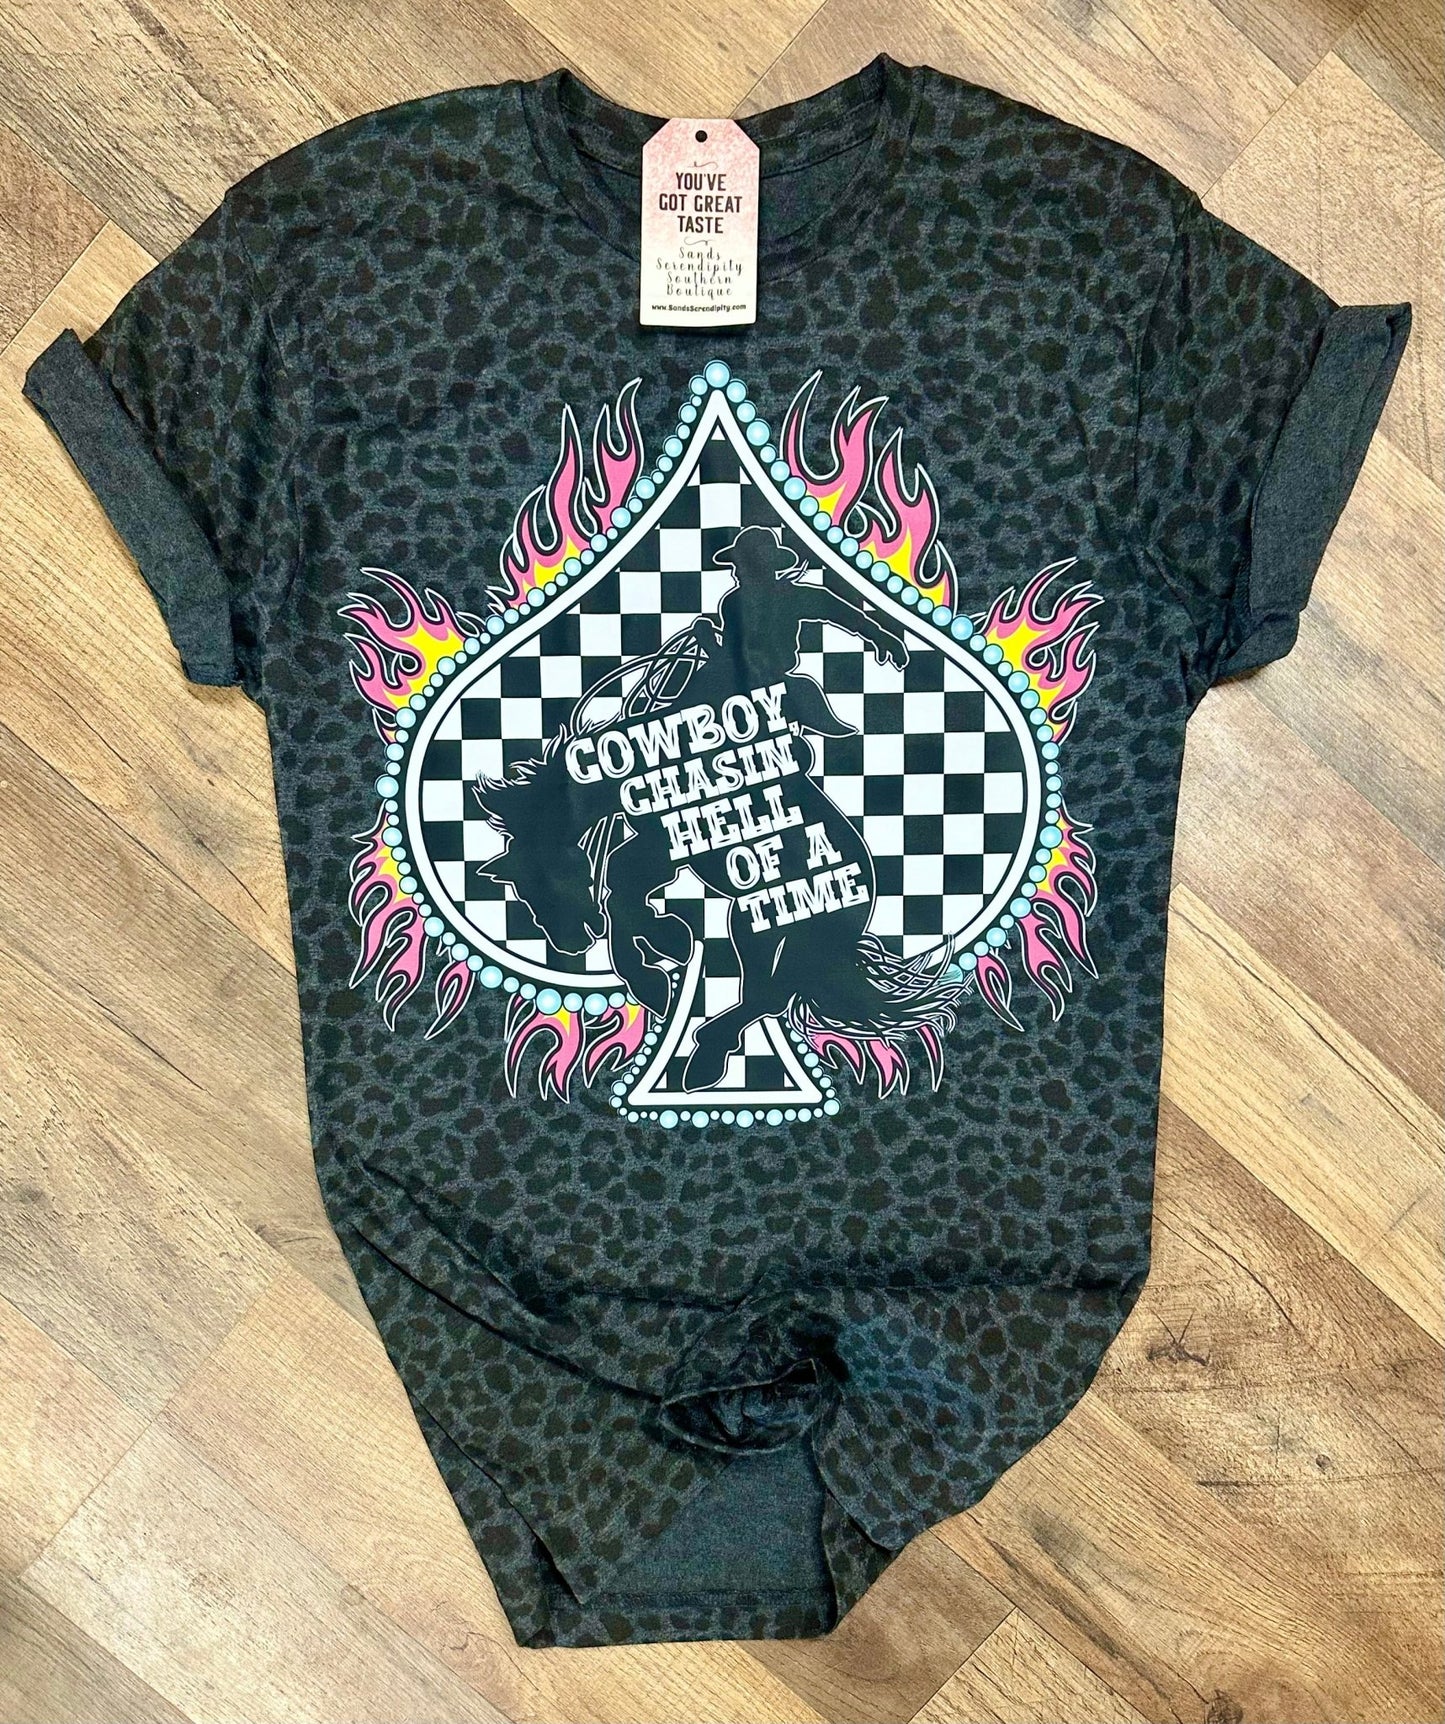 YOU'VE
GOT GREAT
TASTE
Sands
Serendipity
Southern
Boutique
www.SandsSerendipity.com
COWBOY,
CHASIN'
HELL
OF A
TIME